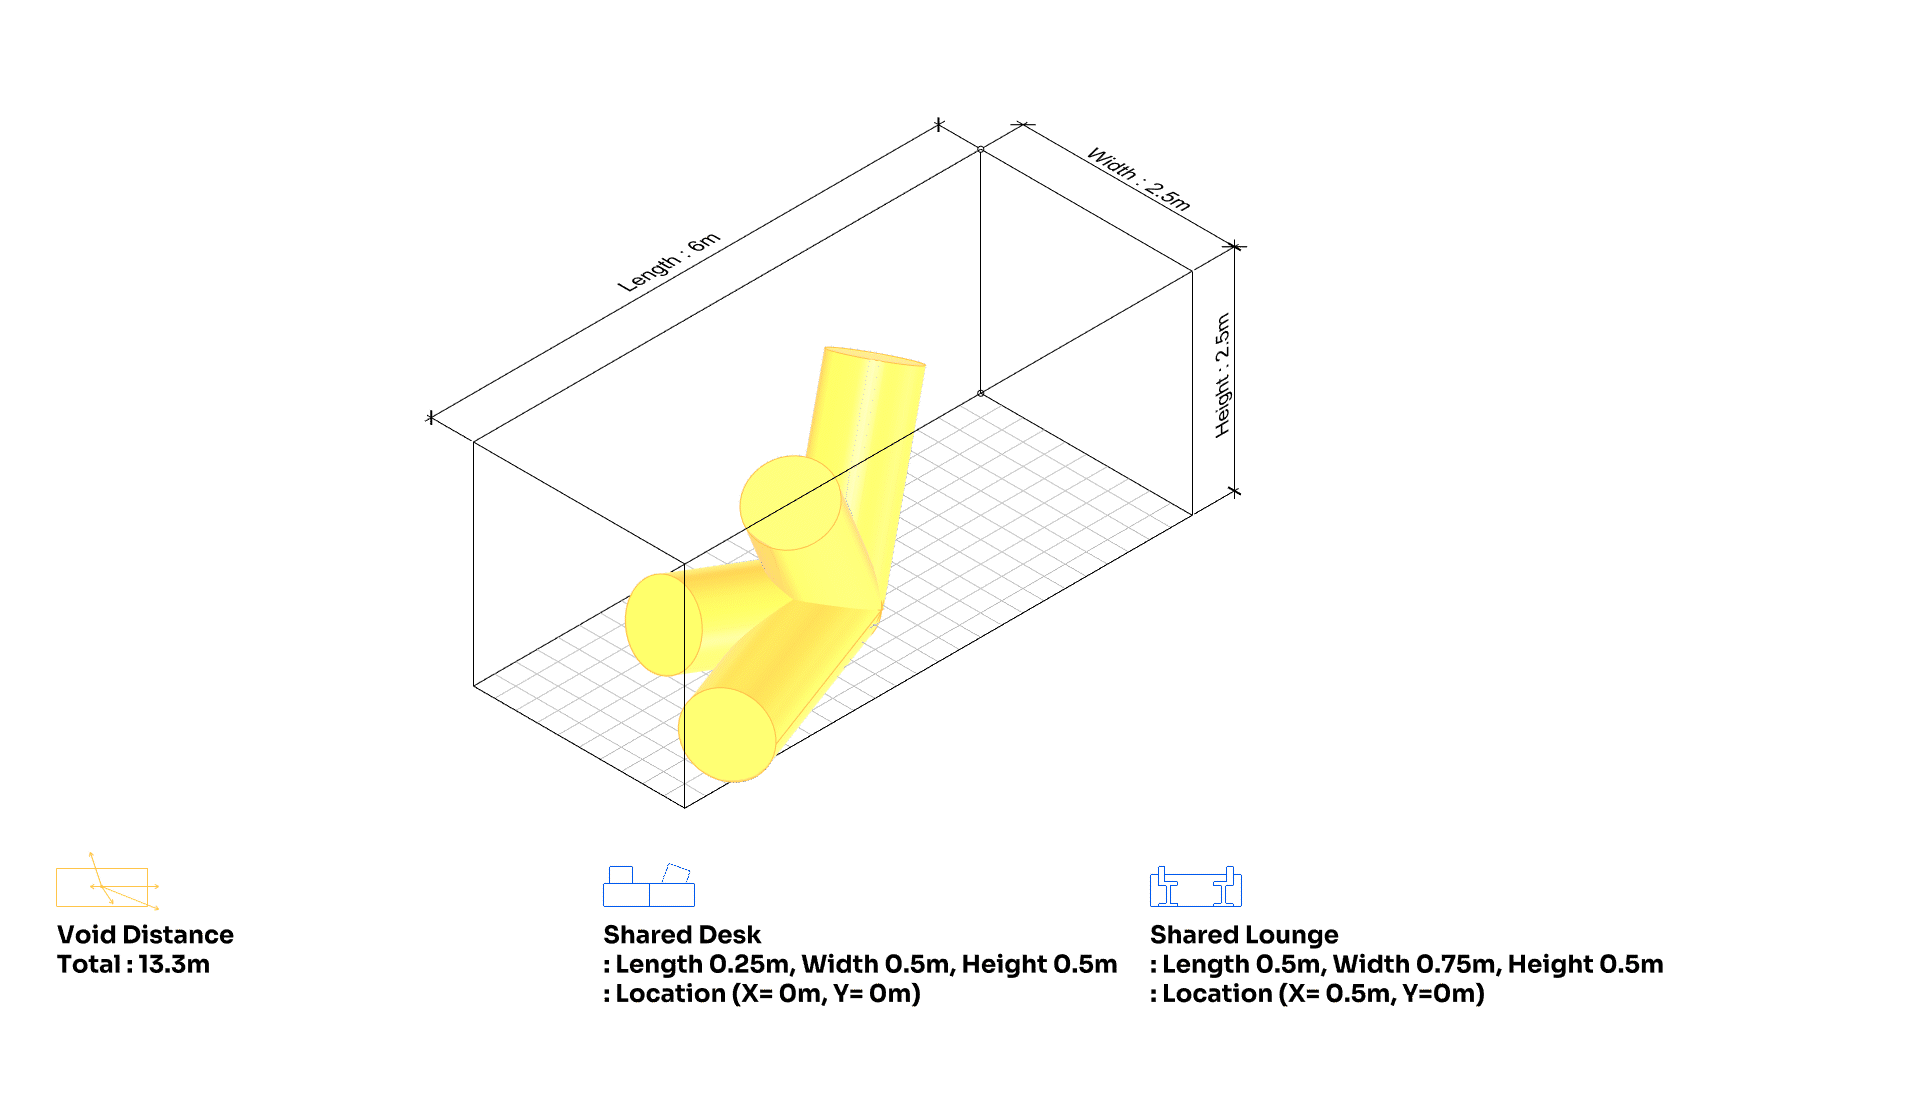 Width : 2.5m
Length : 6m
Height : 2.5m
Void Distance
Total : 13.3m
Shared Desk
: Length 0.25m, Width 0.5m, Height 0.5m
: Location (X= 0m, Y= 0m)
Shared Lounge
: Length 0.5m, Width 0.75m, Height 0.5m
: Location (X= 0.5m, Y=0m)